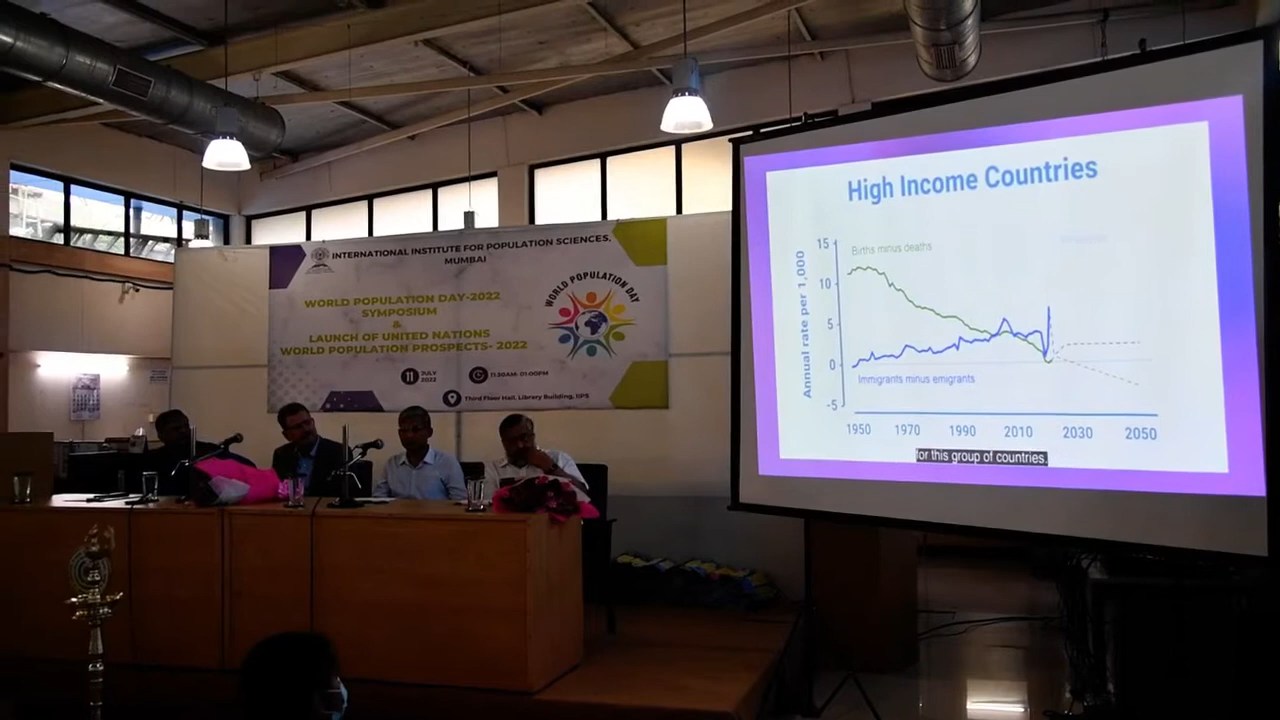 INTERNATIONAL INSTITUTE FOR POPULATION SCIENCES,
MUMBAI
WORLD POPULATION DAY-2022
SYMPOSIUM
&
LAUNCH OF UNITED NATIONS
WORLD POPULATION PROSPECTS- 2022
WORLD POPULATION DAY
11 JULY
2022
11.30AM- 01:00PM
Third Floor Hall, Library Building, IIPS
High Income Countries
Annual rate per 1,000
15
10
5
0
-5
Births minus deaths
Immigrants minus emigrants
1950 1970 1990 2010 2030 2050
for this group of countries.